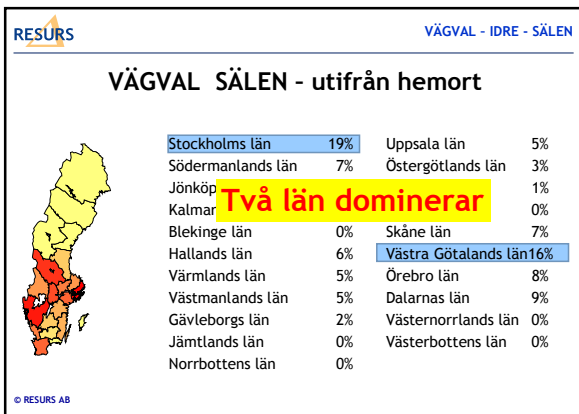 RESURS
VÄGVAL - IDRE - SÄLEN
VÄGVAL SÄLEN - utifrån hemort
Stockholms län 19% Uppsala län 5%
Södermanlands län 7% Östergötlands län 3%
1%
Två län dominerar
0%
Blekinge län 0% Skåne län 7%
Hallands län 6% Västra Götalands län16%
Värmlands län 5% Örebro län 8%
Västmanlands län 5% Dalarnas län 9%
Gävleborgs län 2% Västernorrlands län 0%
Jämtlands län 0% Västerbottens län 0%
Norrbottens län 0%
© RESURS AB